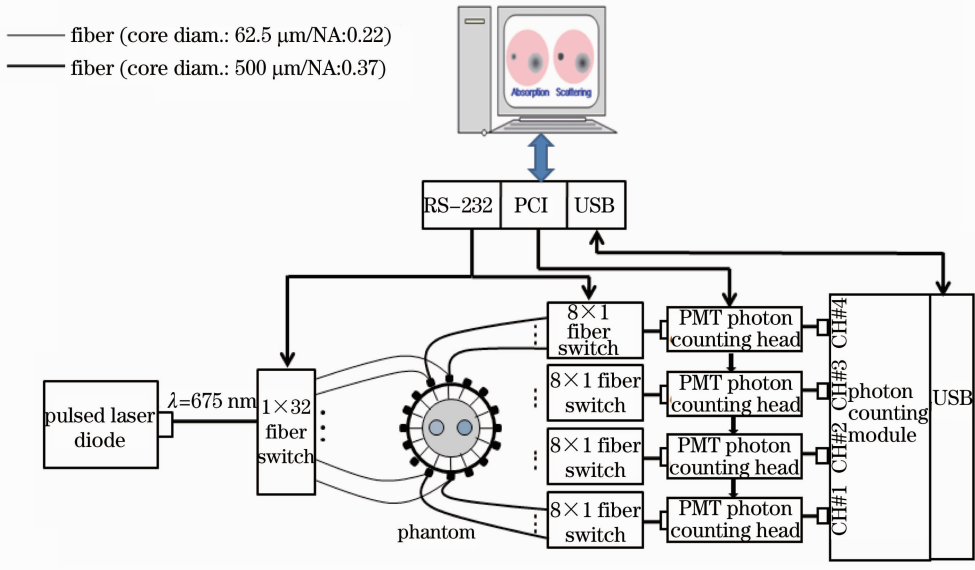 fiber (core diam.: 62.5 μm/NA:0.22)
fiber (core diam.: 500 μm/NA:0.37)
Absorption Scattering
RS-232 PCI USB
pulsed laser
diode
λ=675 nm
1×32
fiber
switch
phantom
8×1
fiber
switch
8×1 fiber
switch
8×1 fiber
switch
8×1 fiber
switch
PMT photon
counting head
PMT photon
counting head
PMT photon
counting head
PMT photon
counting head
CH#4
CH#3
CH#2
CH#1
photon
counting
module
USB